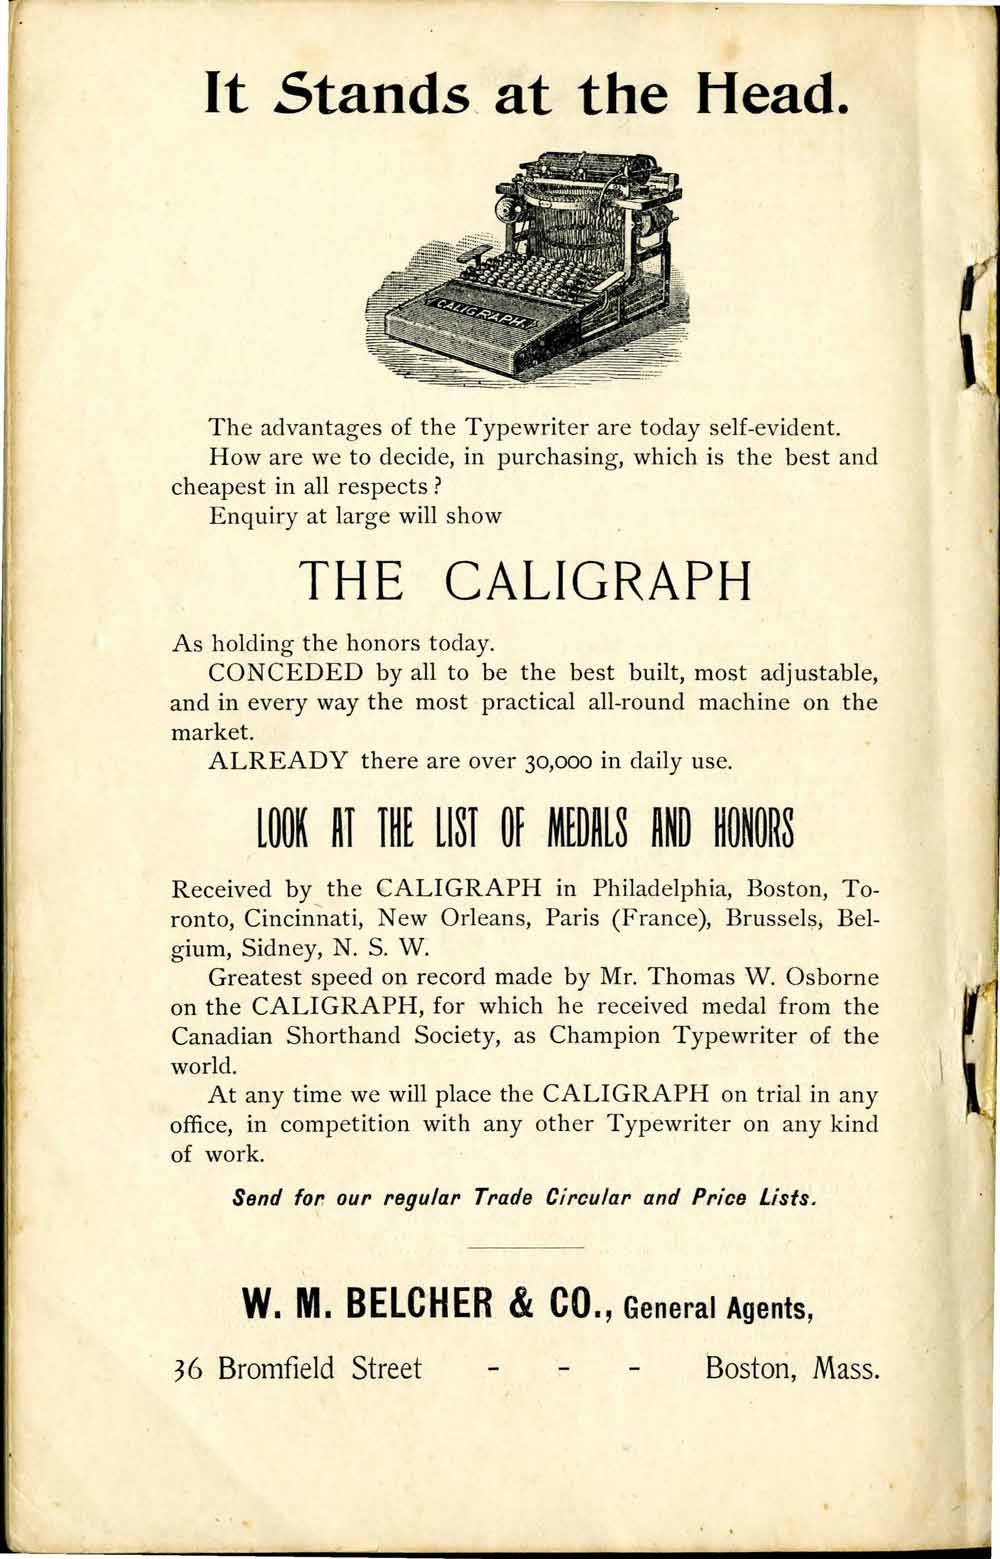 It Stands at the Head.
CALIGRAPH.
The advantages of the Typewriter are today self-evident.
How are we to decide, in purchasing, which is the best and
cheapest in all respects?
Enquiry at large will show
THE CALIGRAPH
As holding the honors today.
CONCEDED by all to be the best built, most adjustable,
and in every way the most practical all-round machine on the
market.
ALREADY there are over 30,000 in daily use.
LOOK AT THE LIST OF MEDALS AND HONORS
Received by the CALIGRAPH in Philadelphia, Boston, To-
ronto, Cincinnati, New Orleans, Paris (France), Brussels, Bel-
gium, Sidney, N. S. W.
Greatest speed on record made by Mr. Thomas W. Osborne
on the CALIGRAPH, for which he received medal from the
Canadian Shorthand Society, as Champion Typewriter of the
world.
At any time we will place the CALIGRAPH on trial in any
office, in competition with any other Typewriter on any kind
of work.
Send for our regular Trade Circular and Price Lists.
W. M. BELCHER & CO., General Agents,
36 Bromfield Street - - - Boston, Mass.